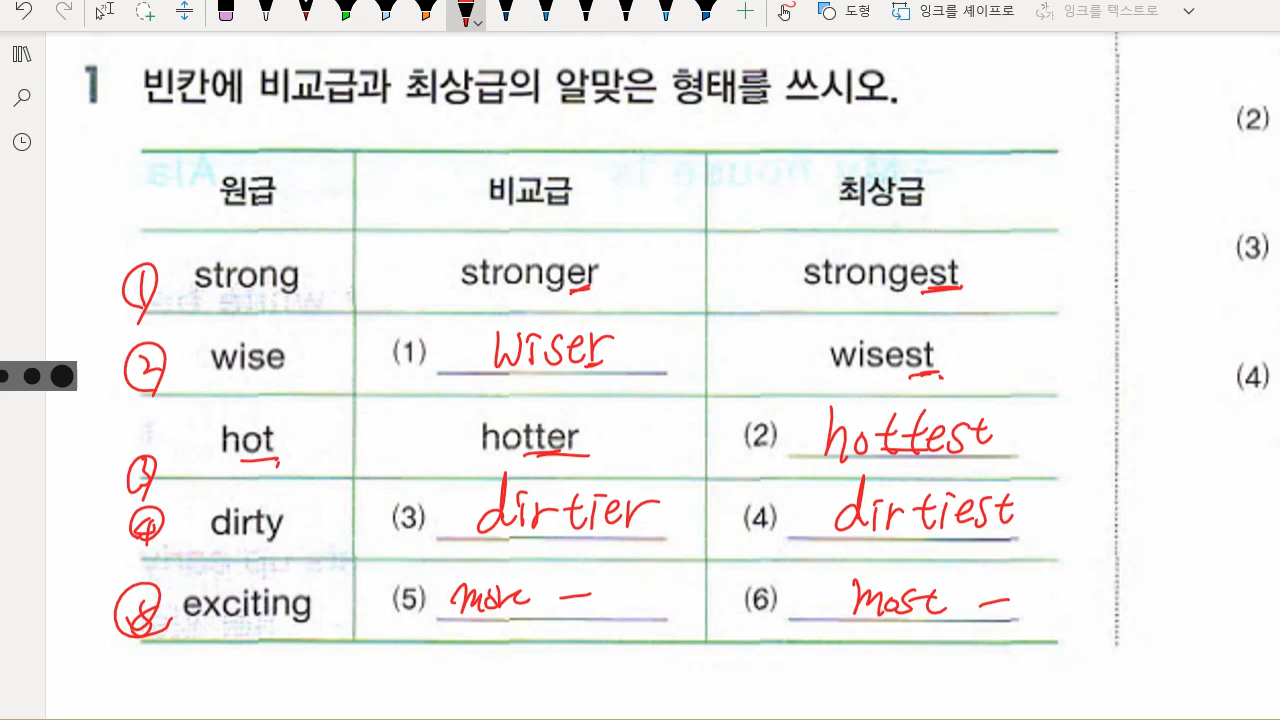 도형 잉크를 셰이프로 잉크를 텍스트로
1 빈칸에 비교급과 최상급의 알맞은 형태를 쓰시오.
원급 비교급 최상급
① strong stronger strongest
② wise (1) wiser wisest
③ hot hotter (2) hottest
④ dirty (3) dirtier (4) dirtiest
⑤ exciting (5) more — (6) most —
(2)
(3)
(4)